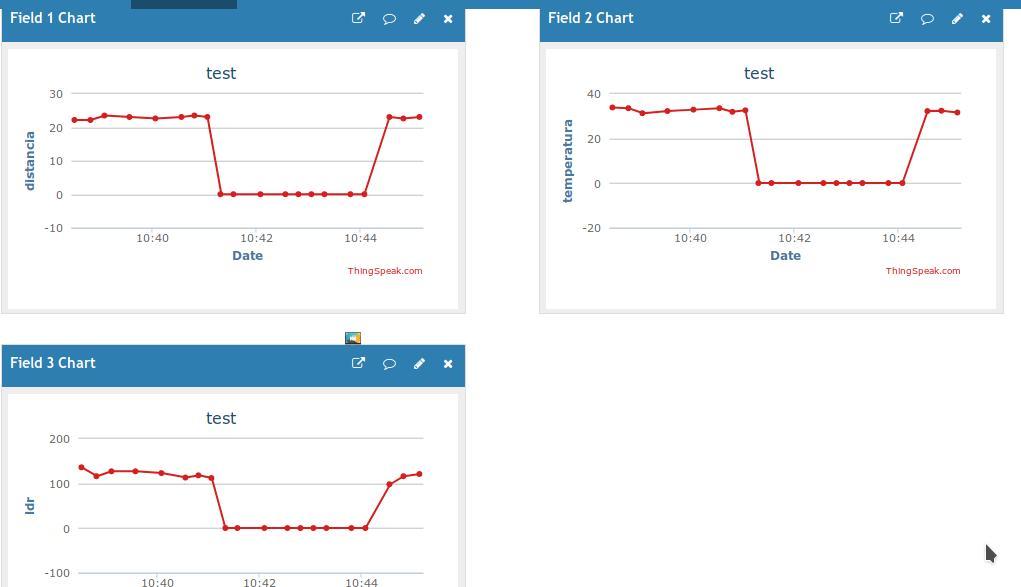 Field 1 Chart
test
30
20
10
0
-10
distancia
10:40 10:42 10:44
Date
ThingSpeak.com
Field 2 Chart
test
40
20
0
-20
temperatura
10:40 10:42 10:44
Date
ThingSpeak.com
Field 3 Chart
test
200
100
0
-100
ldr
10:40 10:42 10:44